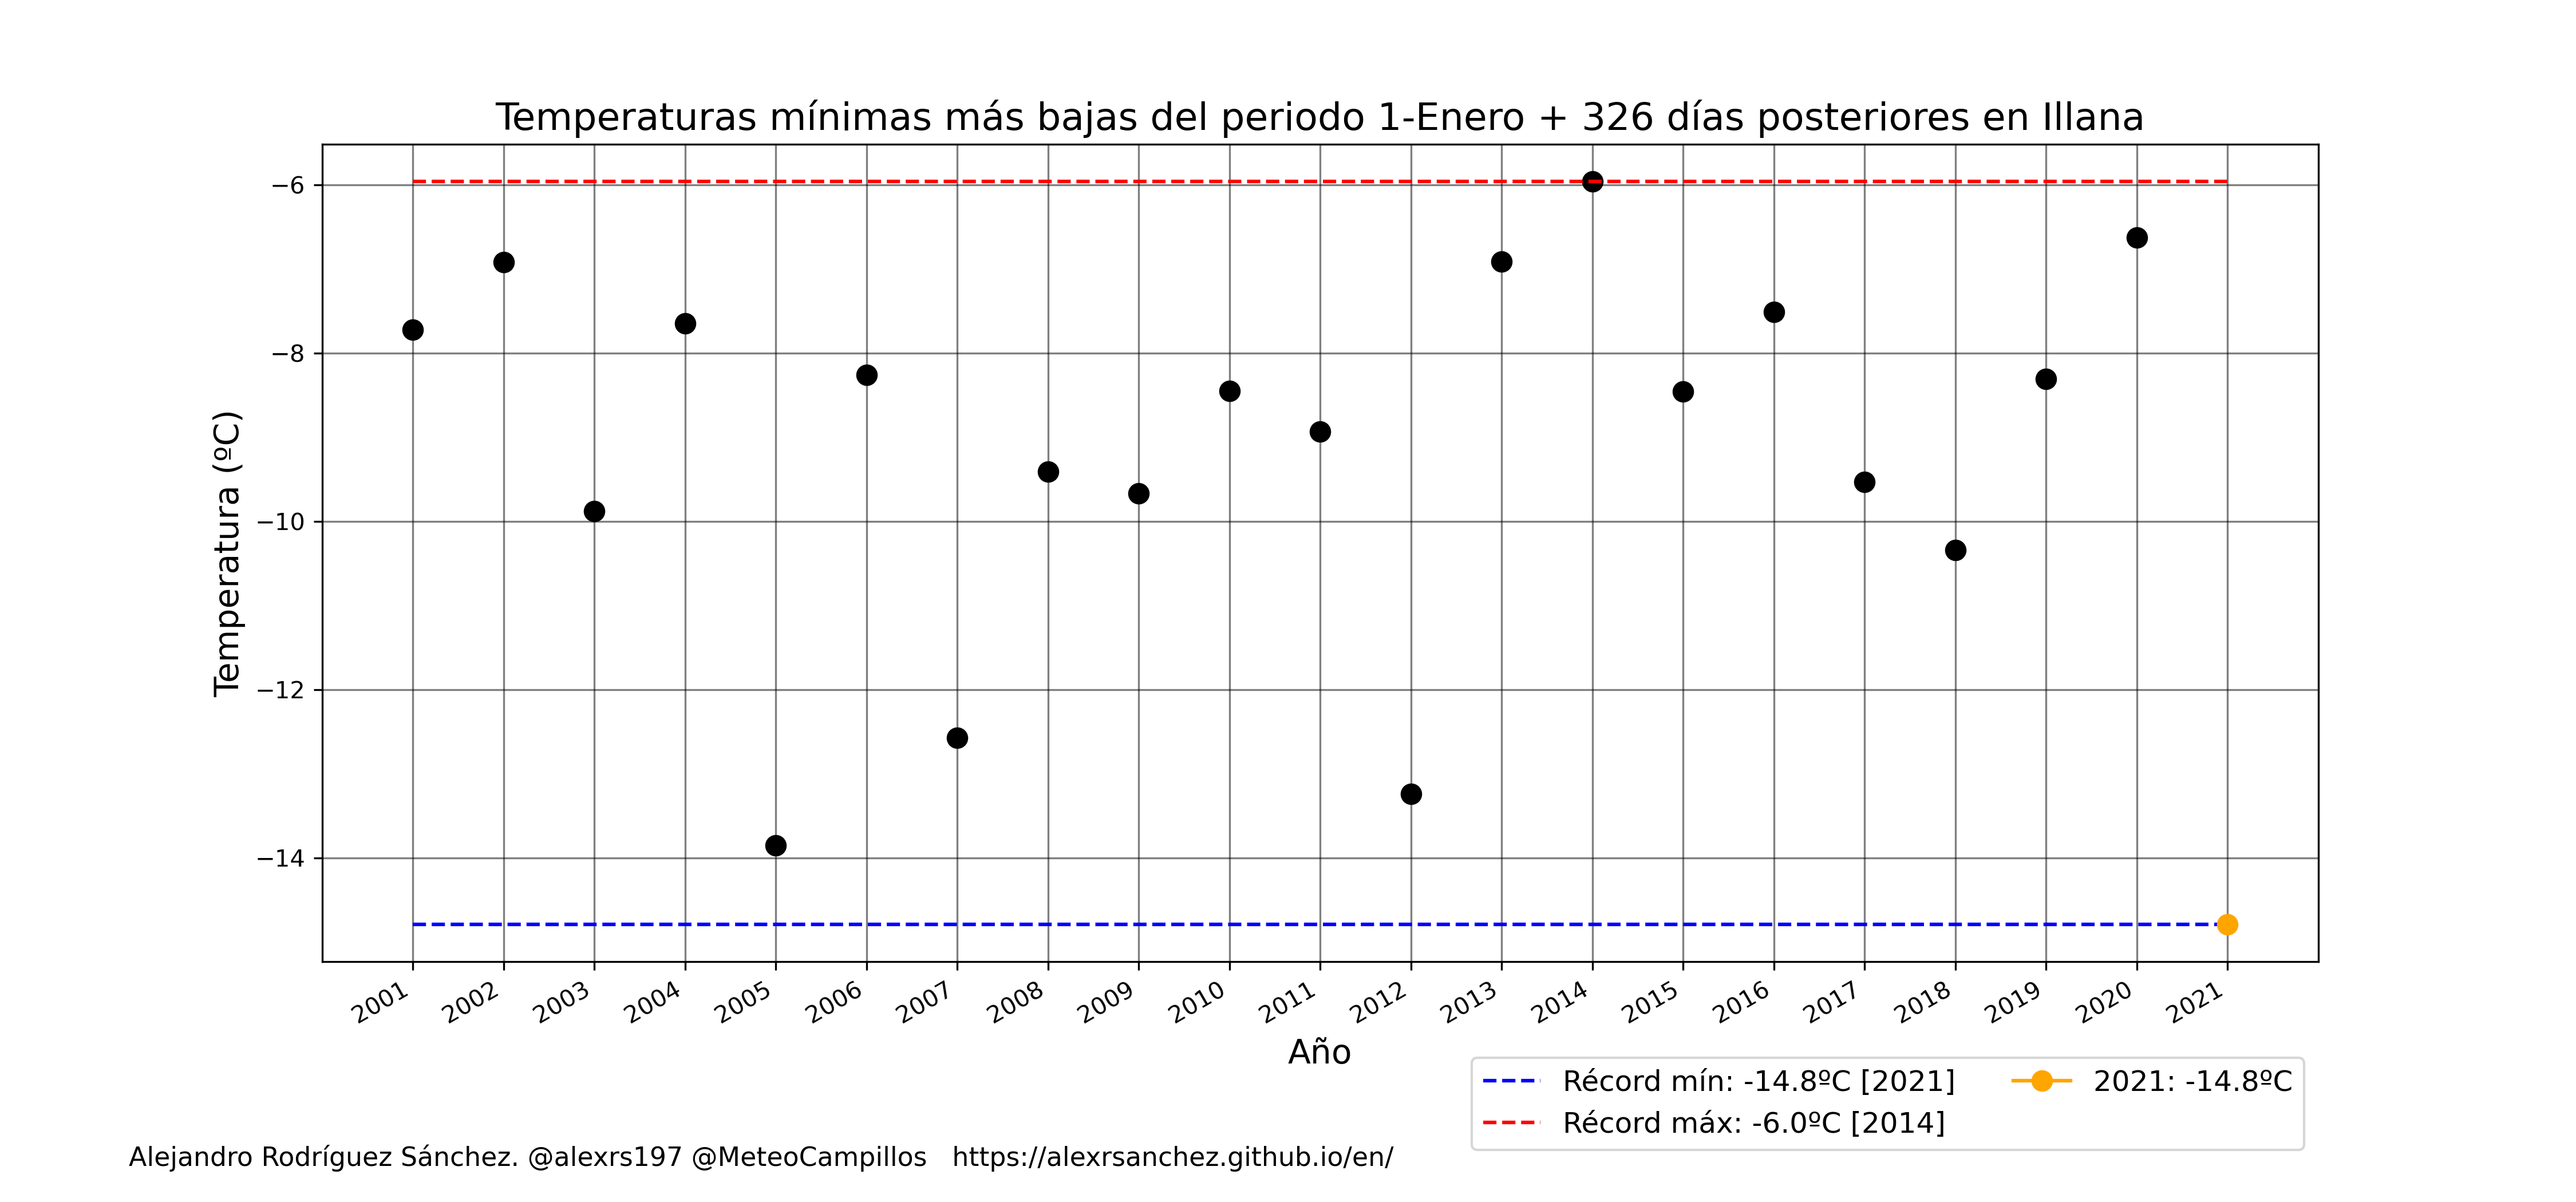 Temperaturas mínimas más bajas del periodo 1-Enero + 326 días posteriores en Illana
Temperatura (ºC)
−6
−8
−10
−12
−14
2001 2002 2003 2004 2005 2006 2007 2008 2009 2010 2011 2012 2013 2014 2015 2016 2017 2018 2019 2020 2021
Año
Récord mín: -14.8ºC [2021]
Récord máx: -6.0ºC [2014]
2021: -14.8ºC
Alejandro Rodríguez Sánchez. @alexrs197 @MeteoCampillos https://alexrsanchez.github.io/en/